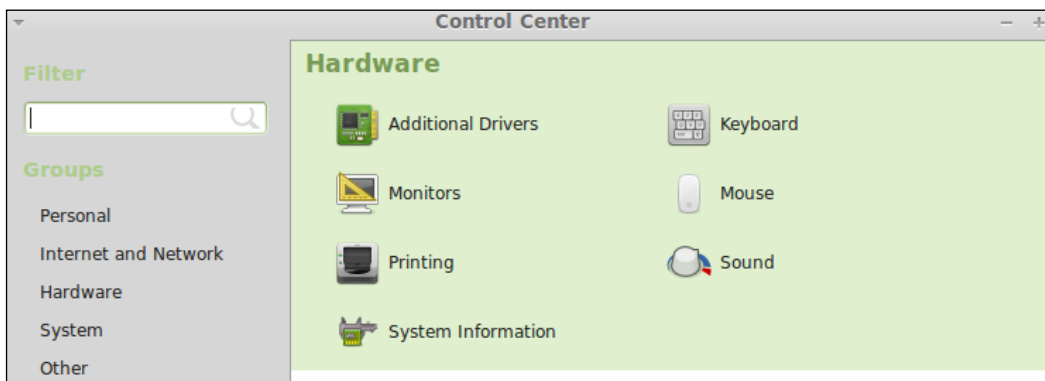 Control Center
Filter
Groups
Personal
Internet and Network
Hardware
System
Other
Hardware
Additional Drivers
Keyboard
Monitors
Mouse
Printing
Sound
System Information